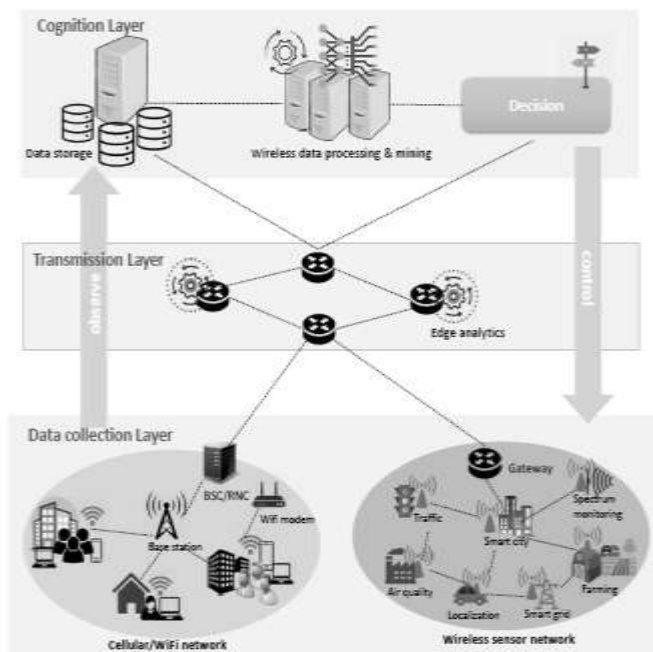 Cognition Layer
Decision
Data storage
Wireless data processing & mining
Transmission Layer
observe
control
Edge analytics
Data collection Layer
BSC/RNC
Gateway
Wifi modem
Base station
Traffic
Smart city
Spectrum
monitoring
Air quality
Localization
Smart grid
Farming
Cellular/WiFi network
Wireless sensor network